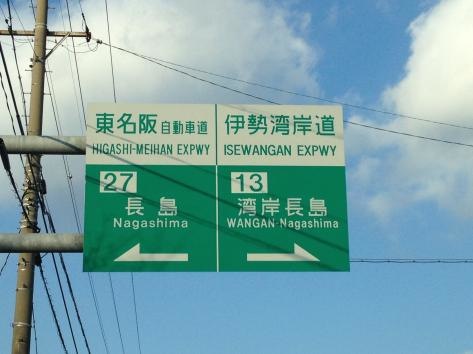 東名阪自動車道
HIGASHI-MEIHAN EXPWY
27
長島
Nagashima
伊勢湾岸道
ISEWANGAN EXPWY
13
湾岸長島
WANGAN-Nagashima